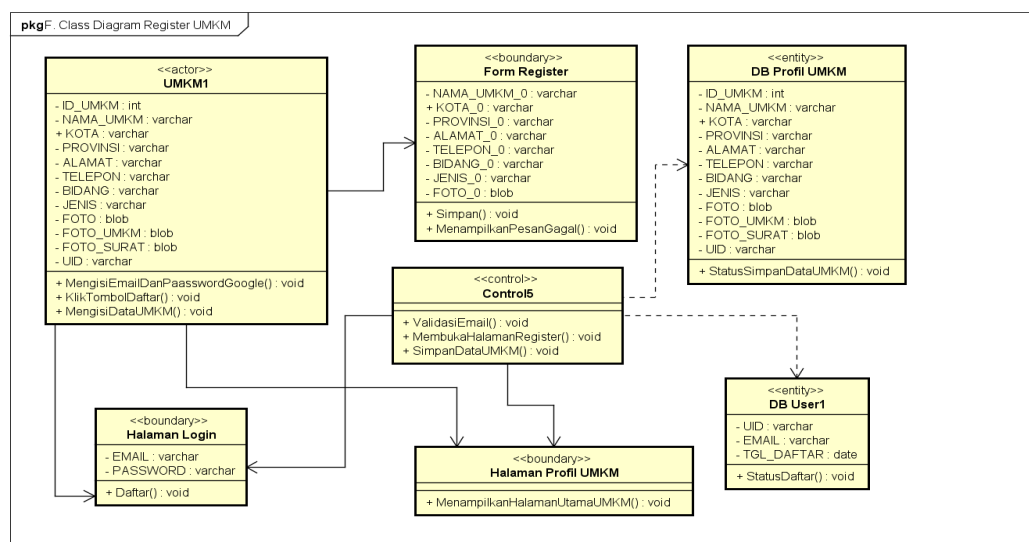 pkg F. Class Diagram Register UMKM
<<actor>>
UMKM1
- ID_UMKM : int
- NAMA_UMKM : varchar
+ KOTA : varchar
- PROVINSI : varchar
- ALAMAT : varchar
- TELEPON : varchar
- BIDANG : varchar
- JENIS : varchar
- FOTO : blob
- FOTO_UMKM : blob
- FOTO_SURAT : blob
- UID : varchar
+ MengisiEmailDanPaasswordGoogle() : void
+ KlikTombolDaftar() : void
+ MengisiDataUMKM() : void
<<boundary>>
Form Register
- NAMA_UMKM_0 : varchar
+ KOTA_0 : varchar
- PROVINSI_0 : varchar
- ALAMAT_0 : varchar
- TELEPON_0 : varchar
- BIDANG_0 : varchar
- JENIS_0 : varchar
- FOTO_0 : blob
+ Simpan() : void
+ MenampilkanPesanGagal() : void
<<entity>>
DB Profil UMKM
- ID_UMKM : int
- NAMA_UMKM : varchar
+ KOTA : varchar
- PROVINSI : varchar
- ALAMAT : varchar
- TELEPON : varchar
- BIDANG : varchar
- JENIS : varchar
- FOTO : blob
- FOTO_UMKM : blob
- FOTO_SURAT : blob
- UID : varchar
+ StatusSimpanDataUMKM() : void
<<control>>
Control5
+ ValidasiEmail() : void
+ MembukaHalamanRegister() : void
+ SimpanDataUMKM() : void
<<boundary>>
Halaman Login
- EMAIL : varchar
- PASSWORD : varchar
+ Daftar() : void
<<boundary>>
Halaman Profil UMKM
+ MenampilkanHalamanUtamaUMKM() : void
<<entity>>
DB User1
- UID : varchar
- EMAIL : varchar
- TGL_DAFTAR : date
+ StatusDaftar() : void